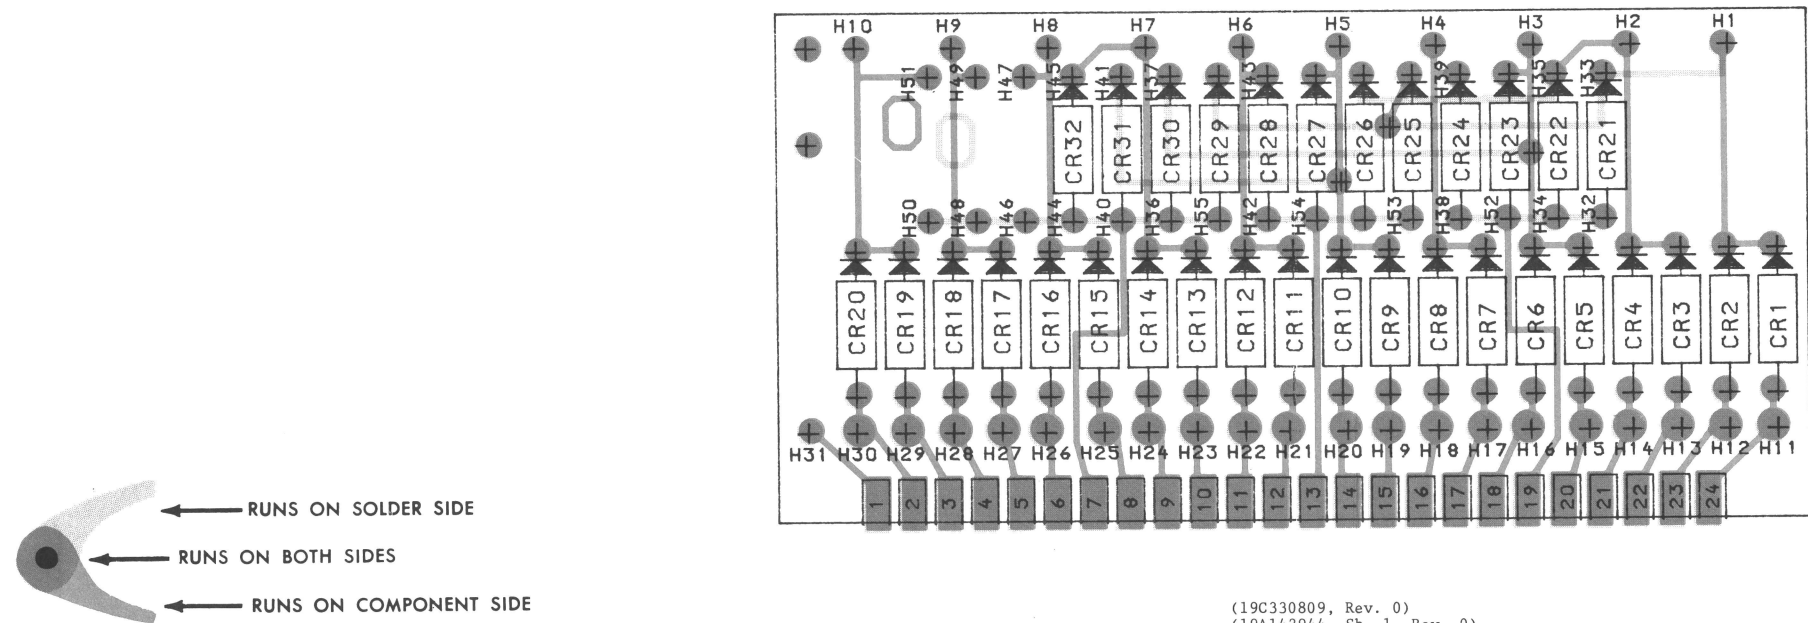 H10 H9 H8 H7 H6 H5 H4 H3 H2 H1
H51 H49 H47 H45 H41 H37 H43 H39 H35 H33
CR32 CR31 CR30 CR29 CR28 CR27 CR26 CR25 CR24 CR23 CR22 CR21
H50 H48 H46 H44 H40 H36 H55 H42 H54 H53 H38 H52 H34 H32
CR20 CR19 CR18 CR17 CR16 CR15 CR14 CR13 CR12 CR11 CR10 CR9 CR8 CR7 CR6 CR5 CR4 CR3 CR2 CR1
H31 H30 H29 H28 H27 H26 H25 H24 H23 H22 H21 H20 H19 H18 H17 H16 H15 H14 H13 H12 H11
1 2 3 4 5 6 7 8 9 10 11 12 13 14 15 16 17 18 19 20 21 22 23 24
RUNS ON SOLDER SIDE
RUNS ON BOTH SIDES
RUNS ON COMPONENT SIDE
(19C330809, Rev. 0)